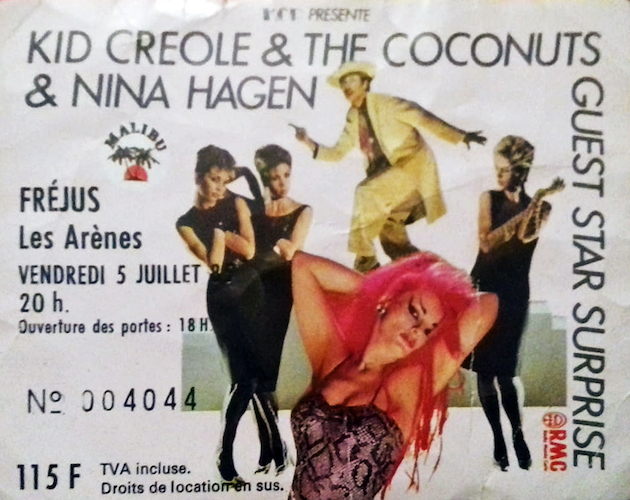 PRESENTE
KID CREOLE & THE COCONUTS
& NINA HAGEN
GUEST STAR SURPRISE
MALIBU
FRÉJUS
Les Arènes
VENDREDI 5 JUILLET
20 h.
Ouverture des portes : 18 H.
Nº 004044
115 F
TVA incluse.
Droits de location en sus.
RMC